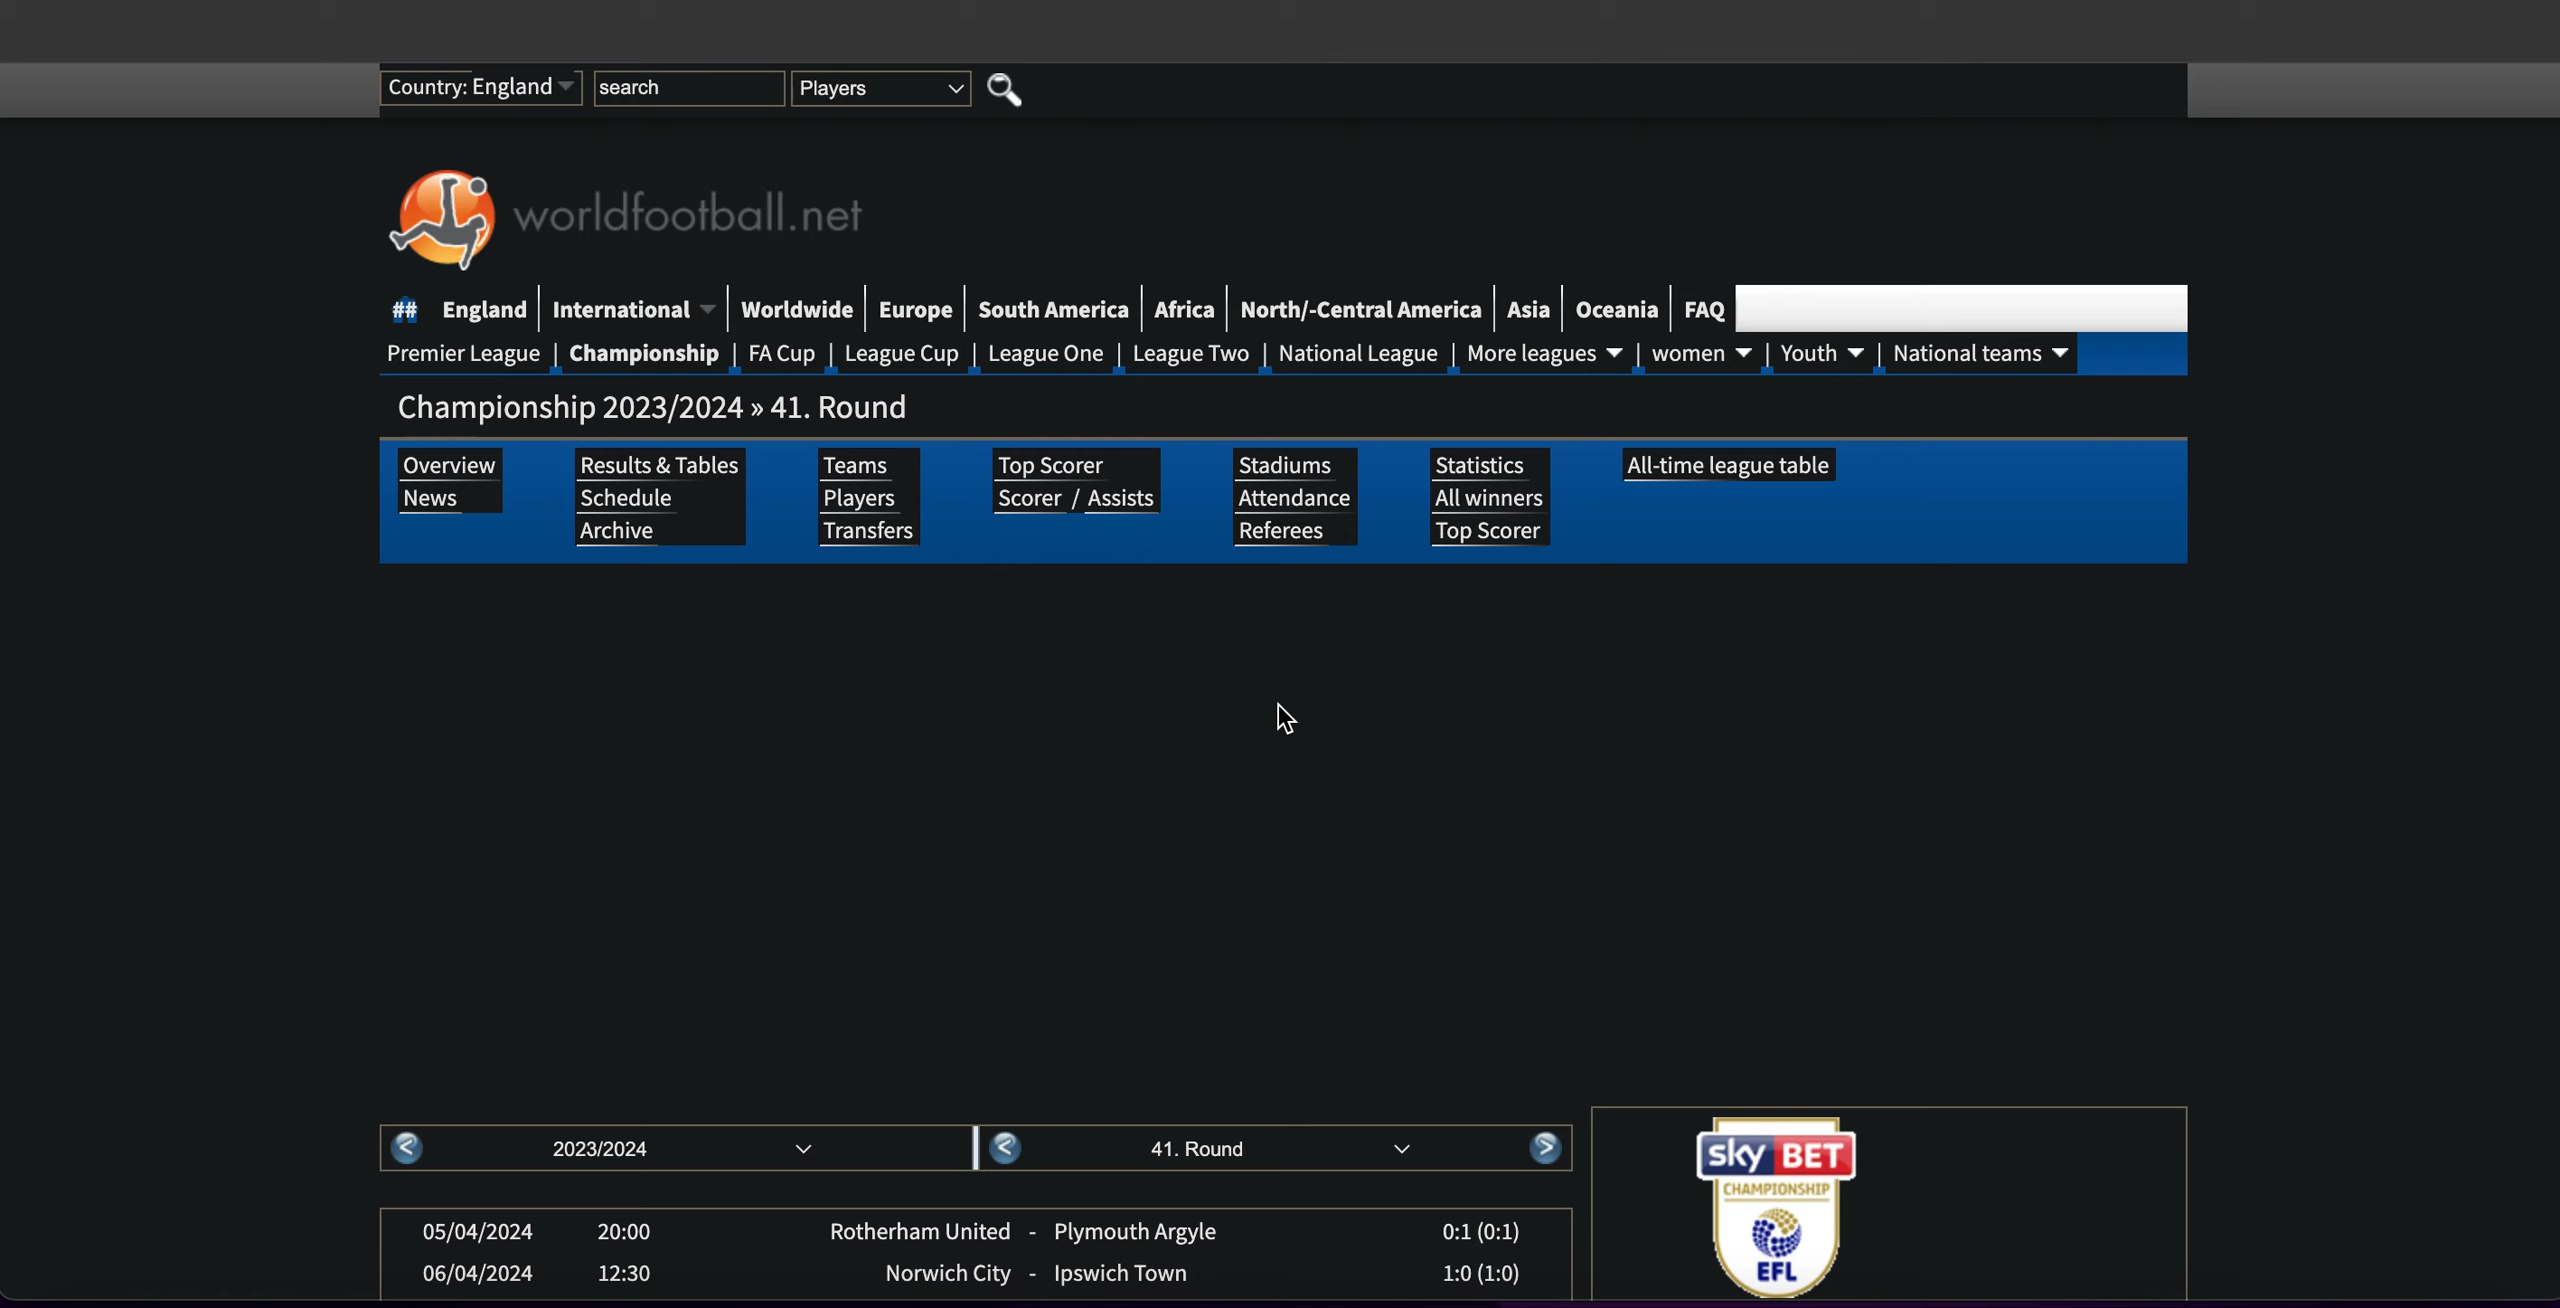 Country: England search Players
worldfootball.net
## England International Worldwide Europe South America Africa North/-Central America Asia Oceania FAQ
Premier League | Championship | FA Cup | League Cup | League One | League Two | National League | More leagues | women | Youth | National teams
Championship 2023/2024 » 41. Round
Overview Results & Tables Teams Top Scorer Stadiums Statistics All-time league table
News Schedule Players Scorer / Assists Attendance All winners
Archive Transfers Referees Top Scorer
2023/2024 41. Round
sky BET
CHAMPIONSHIP
EFL
05/04/2024 20:00 Rotherham United - Plymouth Argyle 0:1 (0:1)
06/04/2024 12:30 Norwich City - Ipswich Town 1:0 (1:0)